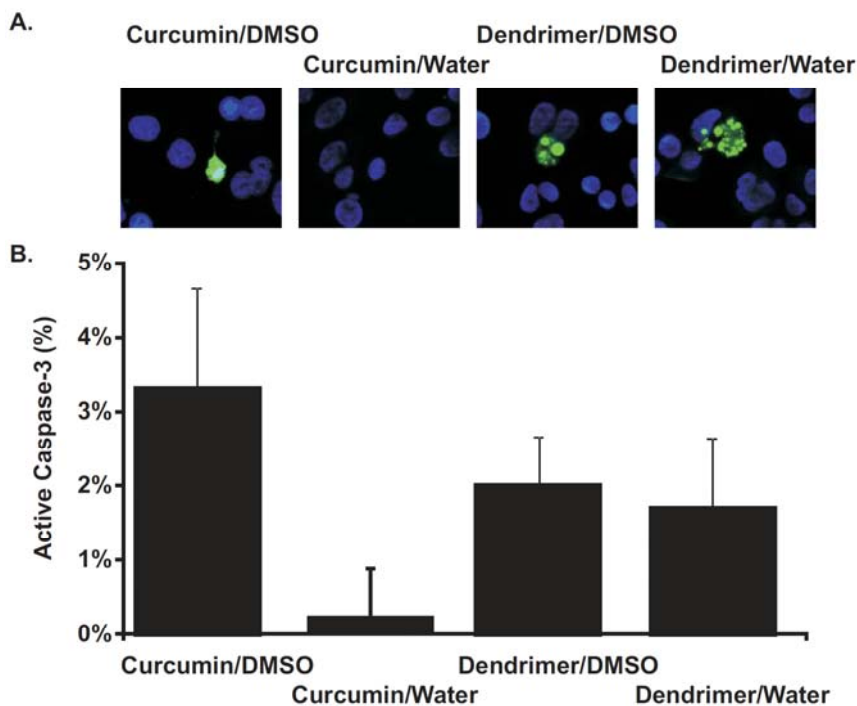 A.
Curcumin/DMSO
Dendrimer/DMSO
Curcumin/Water
Dendrimer/Water
B.
5%
4%
3%
2%
1%
0%
Active Caspase-3 (%)
Curcumin/DMSO
Dendrimer/DMSO
Curcumin/Water
Dendrimer/Water